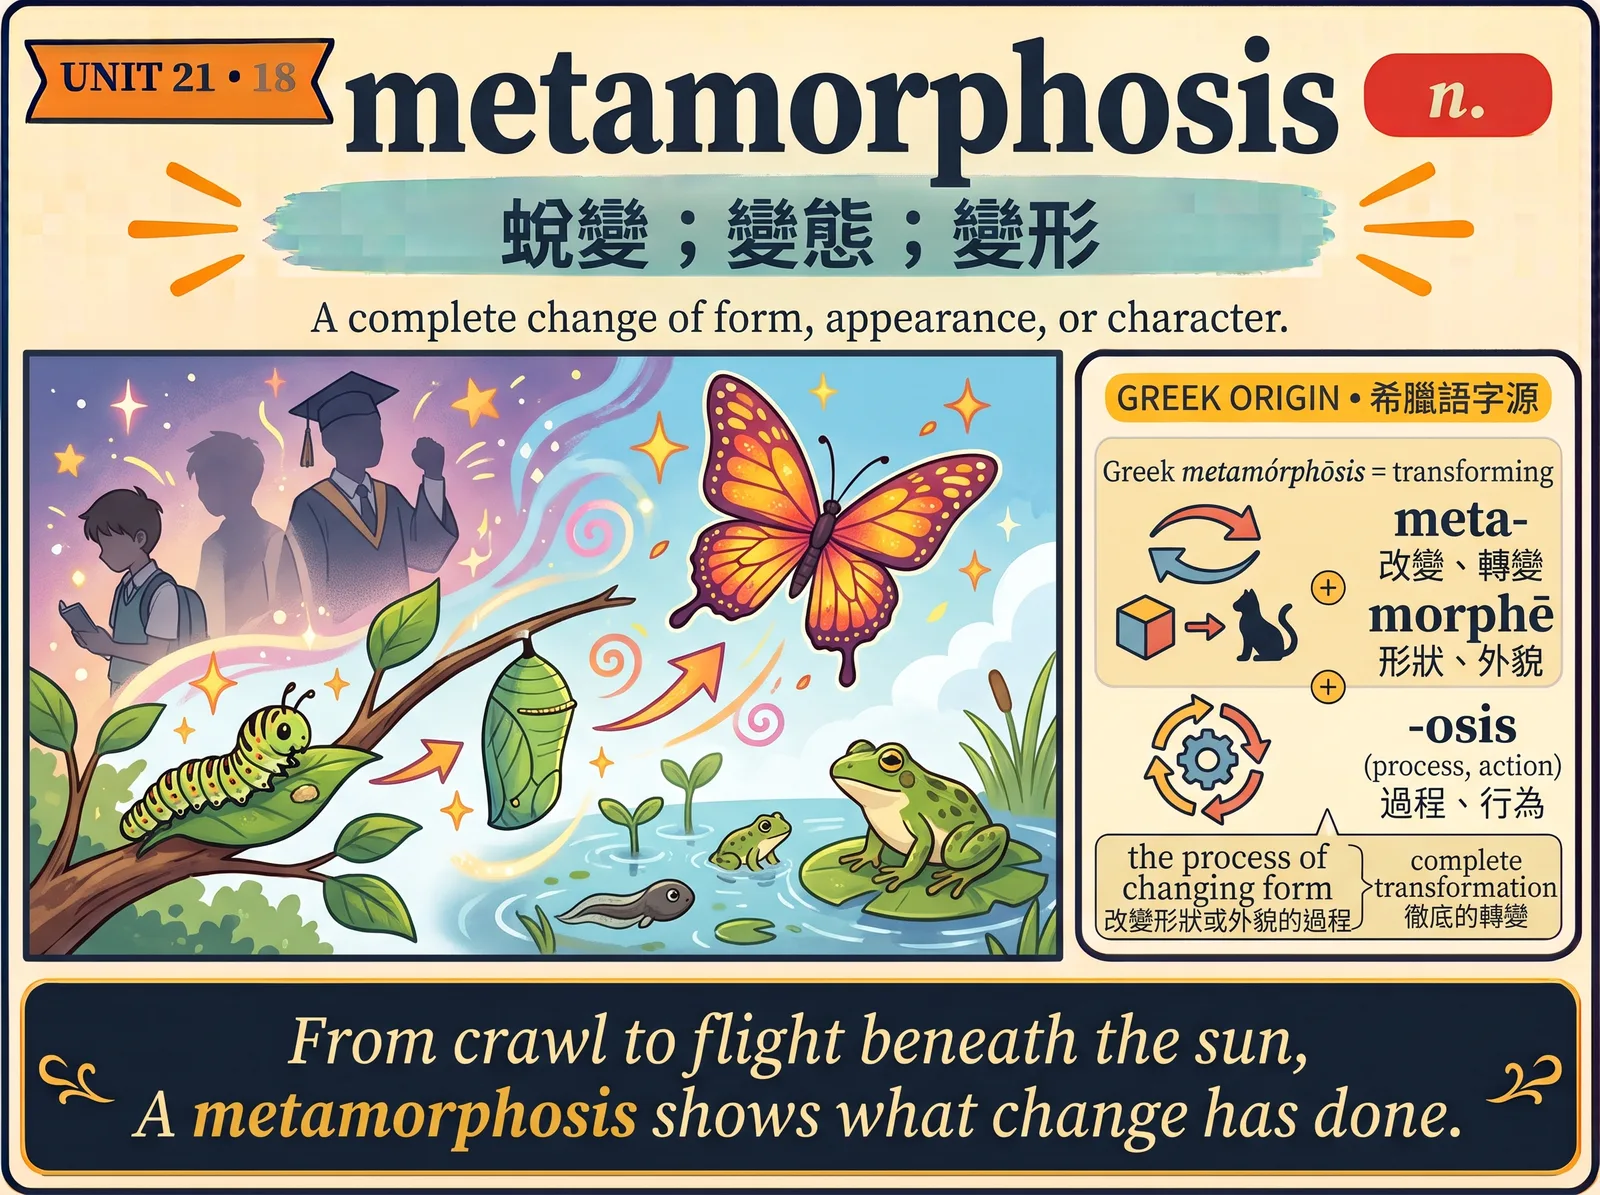 UNIT 21 • 18
metamorphosis
n.
蛻變；變態；變形
A complete change of form, appearance, or character.
GREEK ORIGIN • 希臘語字源
Greek metamórphōsis = transforming
meta-
改變、轉變
+
morphē
形狀、外貌
+
-osis
(process, action)
過程、行為
the process of
changing form
改變形狀或外貌的過程
complete
transformation
徹底的轉變
From crawl to flight beneath the sun,
A metamorphosis shows what change has done.